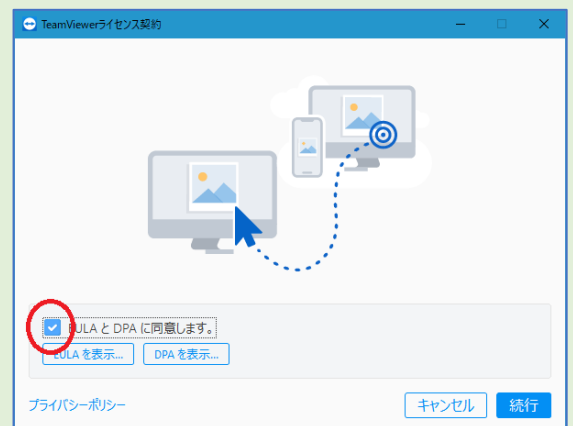 TeamViewerライセンス契約
EULA と DPA に同意します。
EULA を表示... DPA を表示...
プライバシーポリシー キャンセル 続行